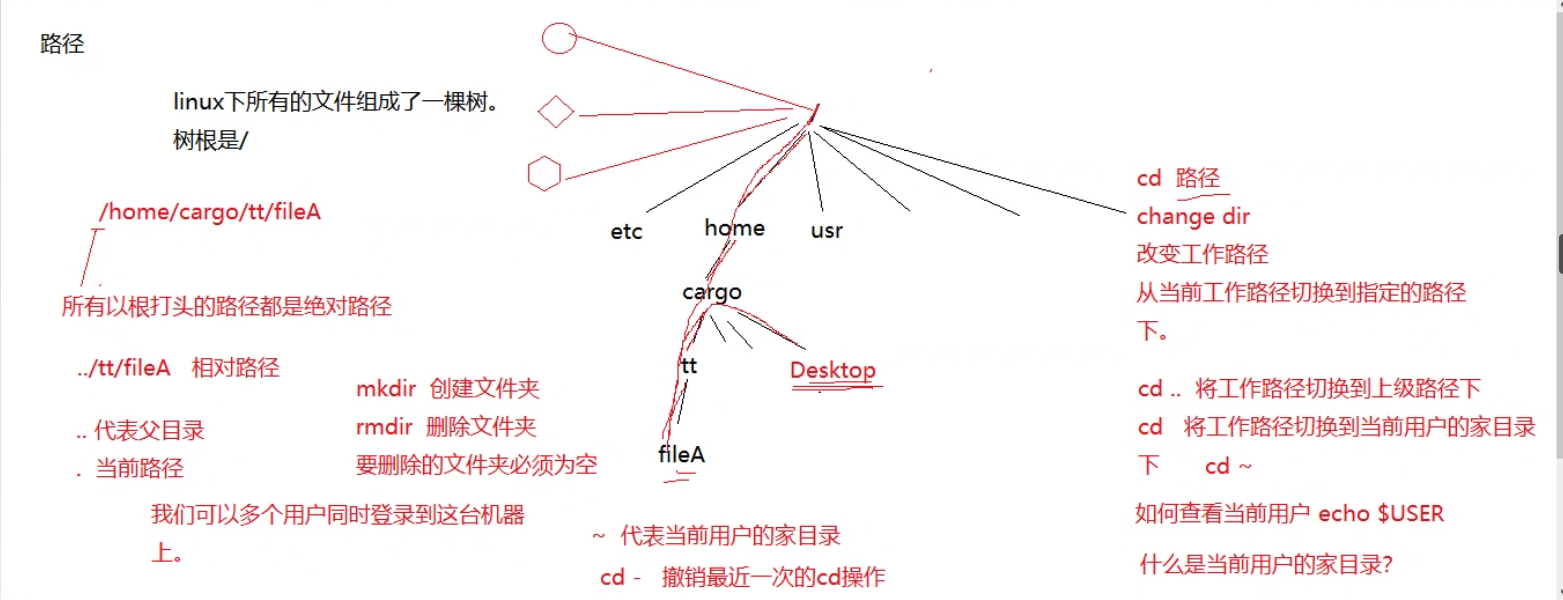 路径
linux下所有的文件组成了一棵树。
树根是/
/home/cargo/tt/fileA
所有以根打头的路径都是绝对路径
../tt/fileA 相对路径
.. 代表父目录
. 当前路径
mkdir 创建文件夹
rmdir 删除文件夹
要删除的文件夹必须为空
我们可以多个用户同时登录到这台机器
上。
/
etc
home
usr
cargo
tt
Desktop
fileA
~ 代表当前用户的家目录
cd - 撤销最近一次的cd操作
cd 路径
change dir
改变工作路径
从当前工作路径切换到指定的路径
下。
cd .. 将工作路径切换到上级路径下
cd 将工作路径切换到当前用户的家目录
下 cd ~
如何查看当前用户 echo $USER
什么是当前用户的家目录?